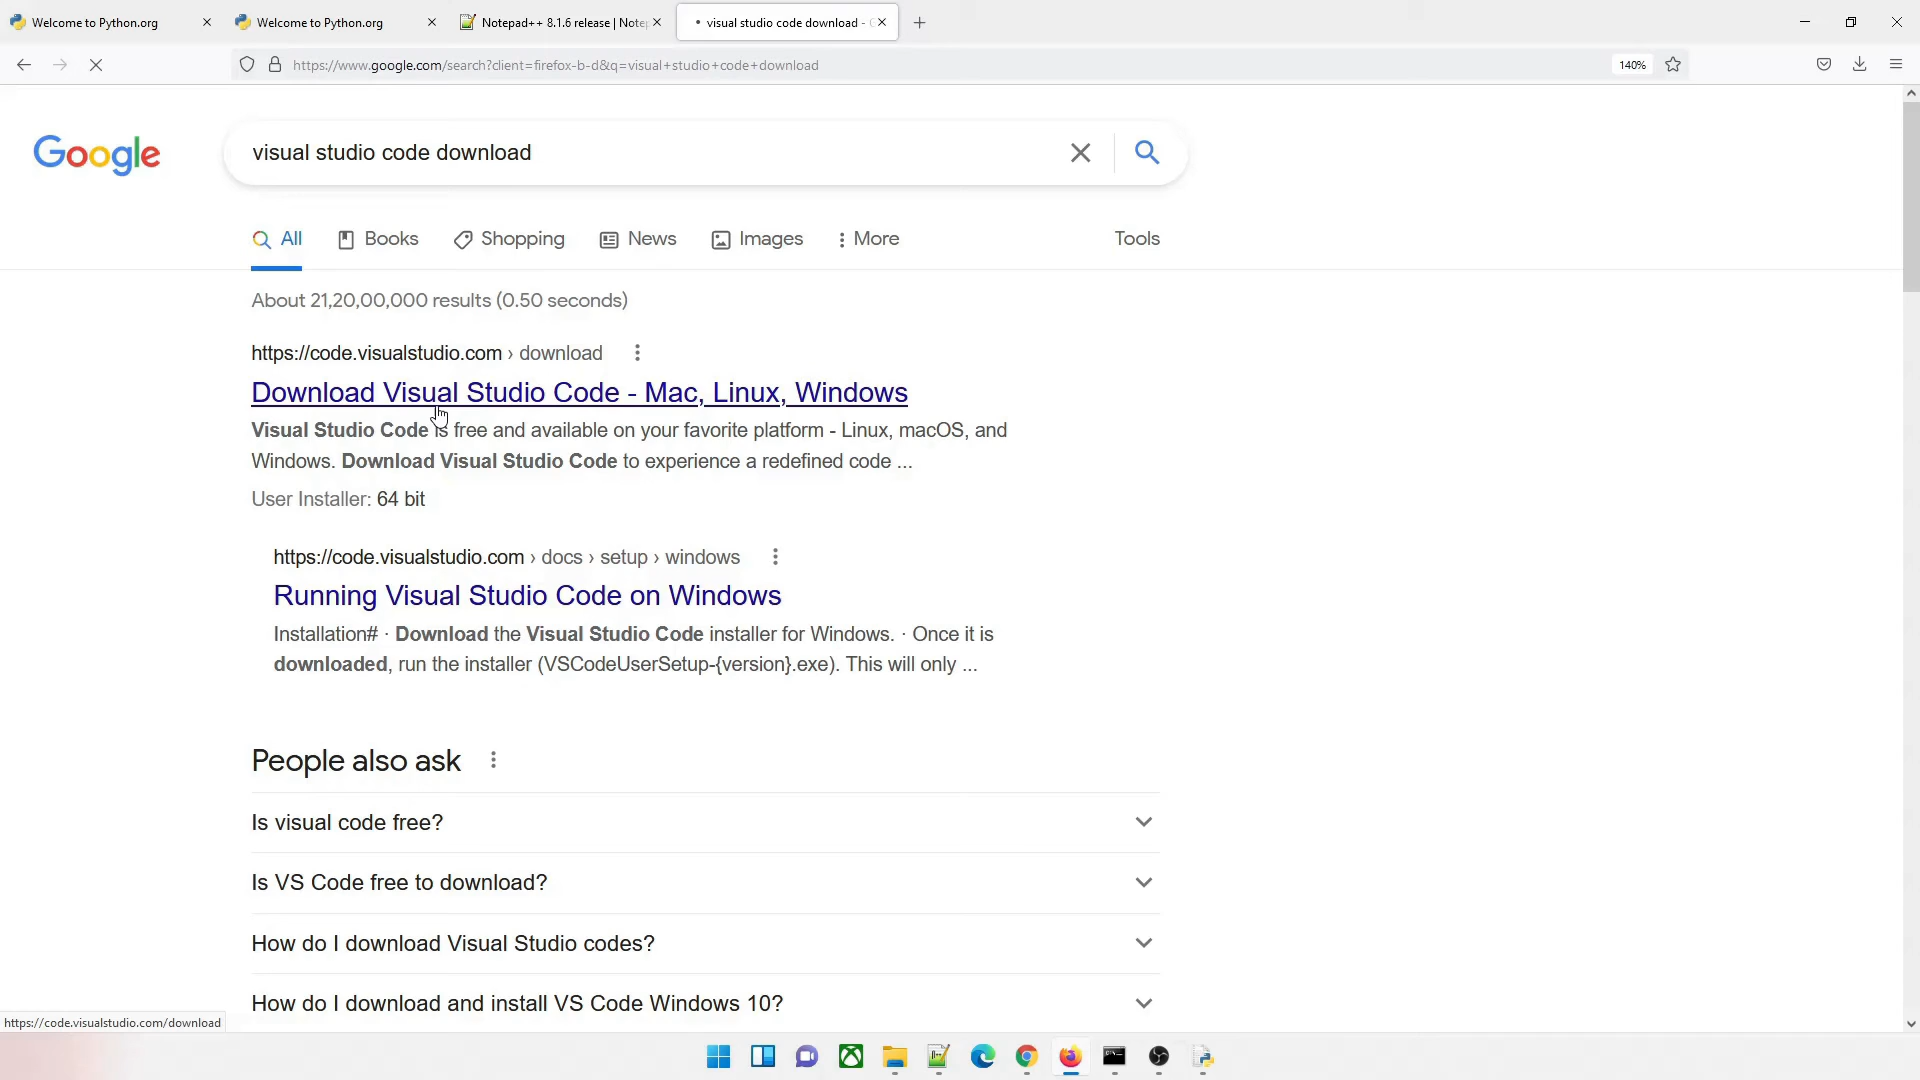 Welcome to Python.org
Welcome to Python.org
Notepad++ 8.1.6 release | Note
visual studio code download -
https://www.google.com/search?client=firefox-b-d&q=visual+studio+code+download
140%
Google
visual studio code download
All
Books
Shopping
News
Images
More
Tools
About 21,20,00,000 results (0.50 seconds)
https://code.visualstudio.com › download
Download Visual Studio Code - Mac, Linux, Windows
Visual Studio Code is free and available on your favorite platform - Linux, macOS, and
Windows. Download Visual Studio Code to experience a redefined code ...
User Installer: 64 bit
https://code.visualstudio.com › docs › setup › windows
Running Visual Studio Code on Windows
Installation# · Download the Visual Studio Code installer for Windows. · Once it is
downloaded, run the installer (VSCodeUserSetup-{version}.exe). This will only ...
People also ask
Is visual code free?
Is VS Code free to download?
How do I download Visual Studio codes?
How do I download and install VS Code Windows 10?
https://code.visualstudio.com/download